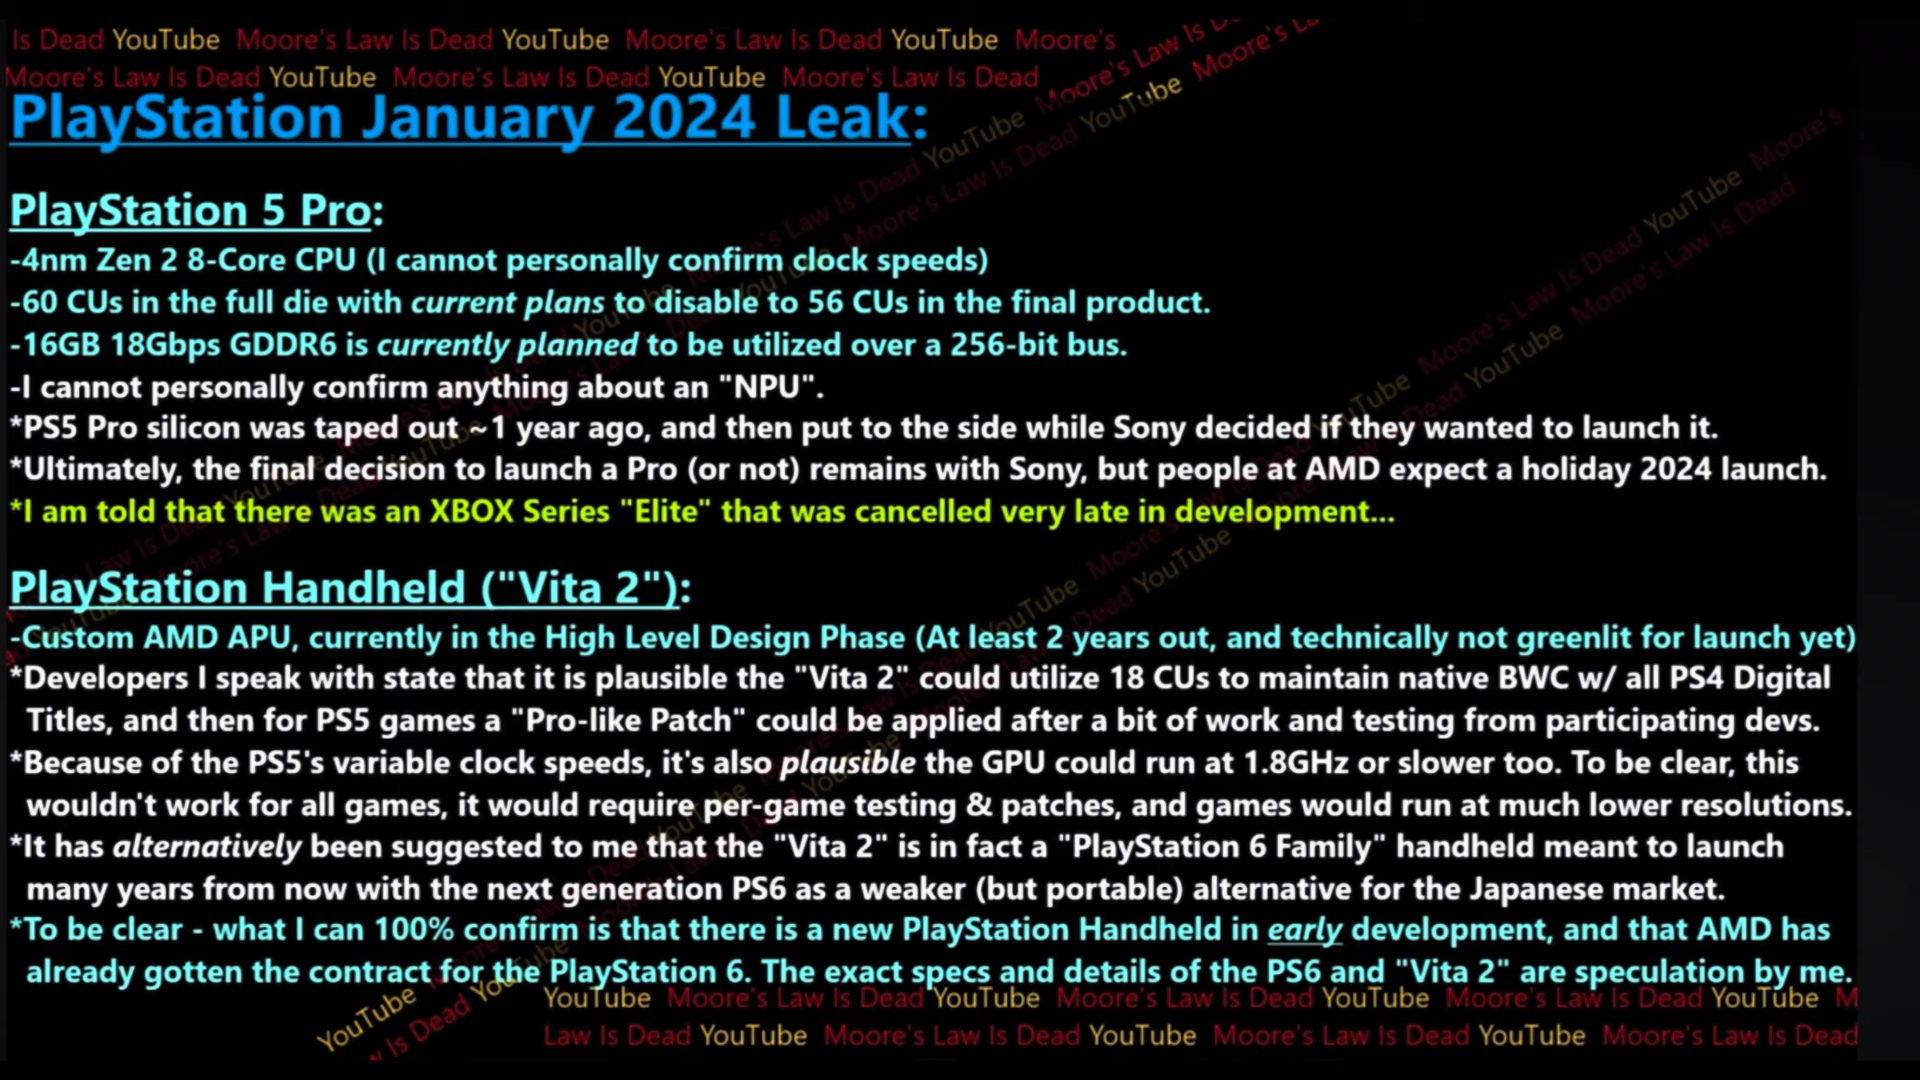 Is Dead YouTube Moore's Law Is Dead YouTube Moore's Law Is Dead YouTube Moore's
Moore's Law Is Dead YouTube Moore's Law Is Dead YouTube Moore's Law Is Dead
PlayStation January 2024 Leak:
PlayStation 5 Pro:
-4nm Zen 2 8-Core CPU (I cannot personally confirm clock speeds)
-60 CUs in the full die with current plans to disable to 56 CUs in the final product.
-16GB 18Gbps GDDR6 is currently planned to be utilized over a 256-bit bus.
-I cannot personally confirm anything about an "NPU".
*PS5 Pro silicon was taped out ~1 year ago, and then put to the side while Sony decided if they wanted to launch it.
*Ultimately, the final decision to launch a Pro (or not) remains with Sony, but people at AMD expect a holiday 2024 launch.
*I am told that there was an XBOX Series "Elite" that was cancelled very late in development...
PlayStation Handheld ("Vita 2"):
-Custom AMD APU, currently in the High Level Design Phase (At least 2 years out, and technically not greenlit for launch yet)
*Developers I speak with state that it is plausible the "Vita 2" could utilize 18 CUs to maintain native BWC w/ all PS4 Digital
Titles, and then for PS5 games a "Pro-like Patch" could be applied after a bit of work and testing from participating devs.
*Because of the PS5's variable clock speeds, it's also plausible the GPU could run at 1.8GHz or slower too. To be clear, this
wouldn't work for all games, it would require per-game testing & patches, and games would run at much lower resolutions.
*It has alternatively been suggested to me that the "Vita 2" is in fact a "PlayStation 6 Family" handheld meant to launch
many years from now with the next generation PS6 as a weaker (but portable) alternative for the Japanese market.
*To be clear - what I can 100% confirm is that there is a new PlayStation Handheld in early development, and that AMD has
already gotten the contract for the PlayStation 6. The exact specs and details of the PS6 and "Vita 2" are speculation by me.
YouTube Moore's Law Is Dead YouTube Moore's Law Is Dead YouTube Moore's Law Is Dead YouTube M
Law Is Dead YouTube Moore's Law Is Dead YouTube Moore's Law Is Dead YouTube Moore's Law Is Dead